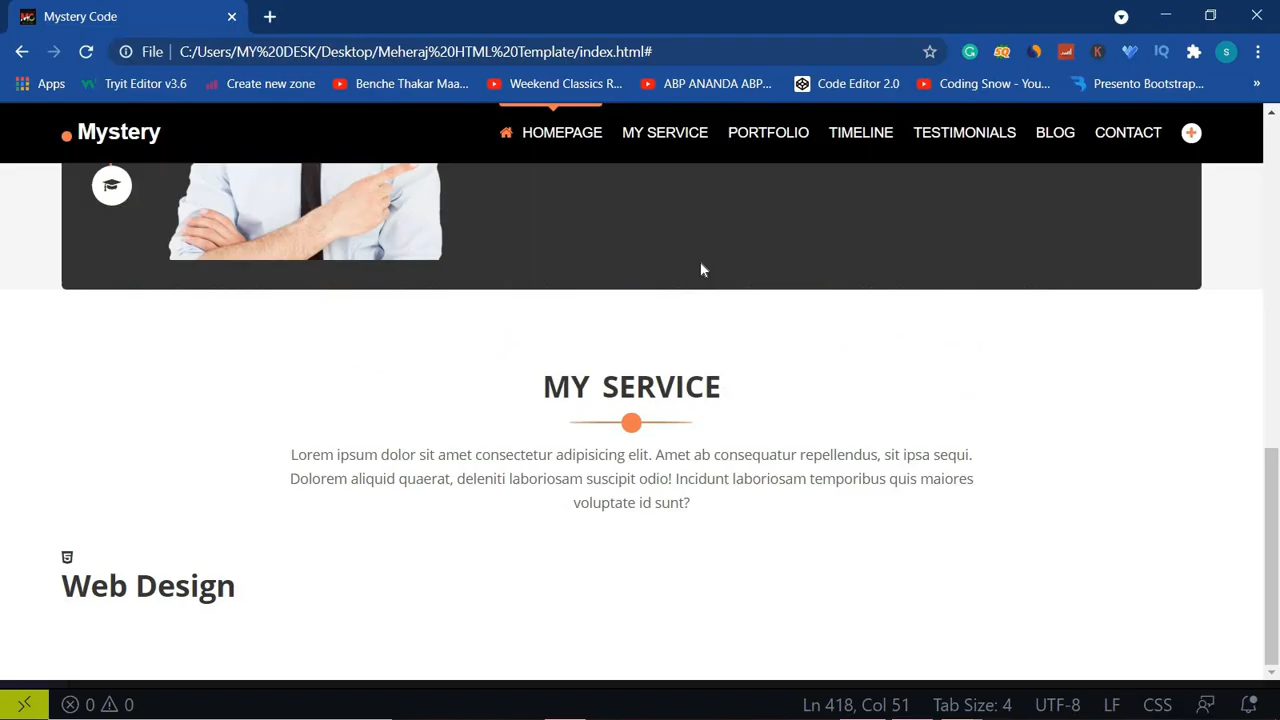 Mystery Code
File
C:/Users/MY%20DESK/Desktop/Meheraj%20HTML%20Template/index.html#
Apps
Tryit Editor v3.6
Create new zone
Benche Thakar Maa...
Weekend Classics R...
ABP ANANDA ABP...
Code Editor 2.0
Coding Snow - You...
Presento Bootstrap...
»
Mystery
HOMEPAGE
MY SERVICE
PORTFOLIO
TIMELINE
TESTIMONIALS
BLOG
CONTACT
MY SERVICE
Lorem ipsum dolor sit amet consectetur adipisicing elit. Amet ab consequatur repellendus, sit ipsa sequi.
Dolorem aliquid quaerat, deleniti laboriosam suscipit odio! Incidunt laboriosam temporibus quis maiores
voluptate id sunt?
Web Design
0
0
Ln 418, Col 51
Tab Size: 4
UTF-8
LF
CSS